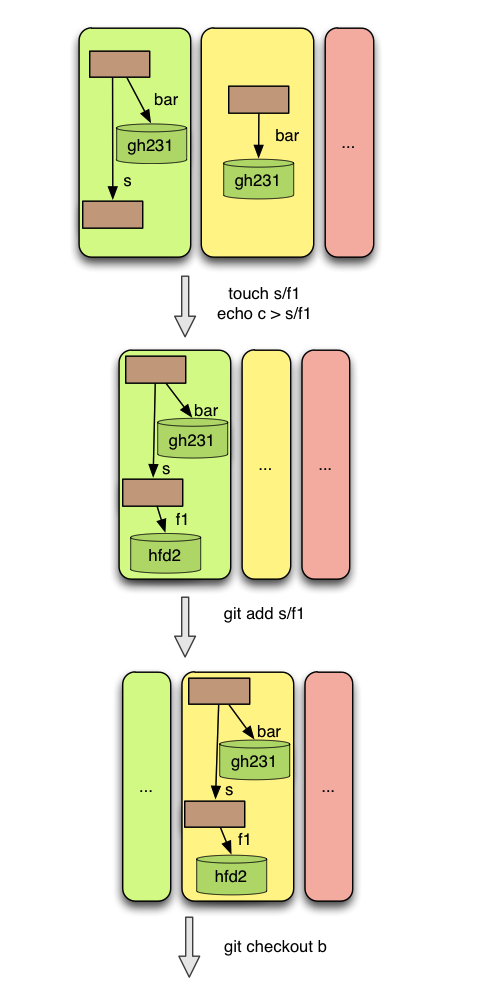 bar
gh231
s
bar
gh231
...
touch s/f1
echo c > s/f1
bar
gh231
s
f1
hfd2
...
...
git add s/f1
...
bar
gh231
s
f1
hfd2
...
git checkout b